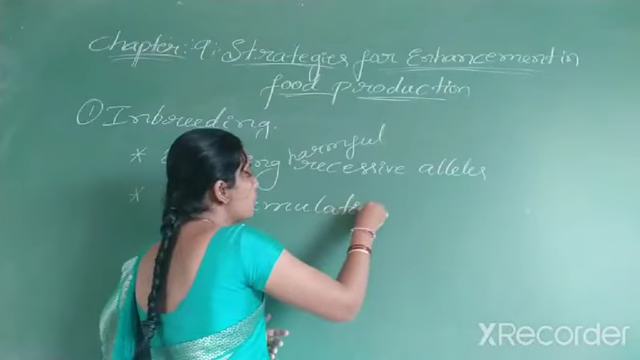 Chapter: 9: Strategies for Enhancement in
food production
① Inbreeding.
* harmful
recessive alleles
*
XRecorder